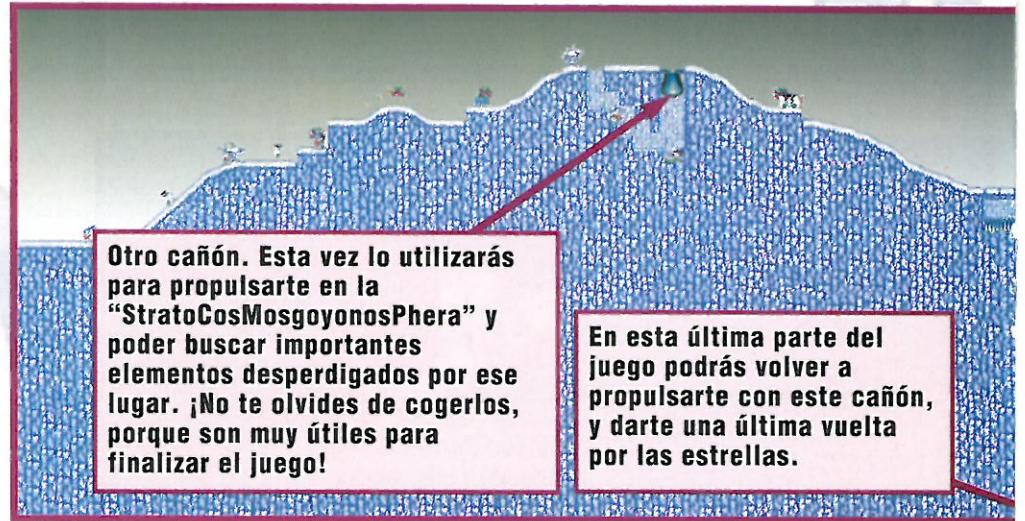 Otro cañón. Esta vez lo utilizarás
para propulsarte en la
“StratoCosMosgoyonosPhera” y
poder buscar importantes
elementos desperdigados por ese
lugar. ¡No te olvides de cogerlos,
porque son muy útiles para
finalizar el juego!
En esta última parte del
juego podrás volver a
propulsarte con este cañón,
y darte una última vuelta
por las estrellas.